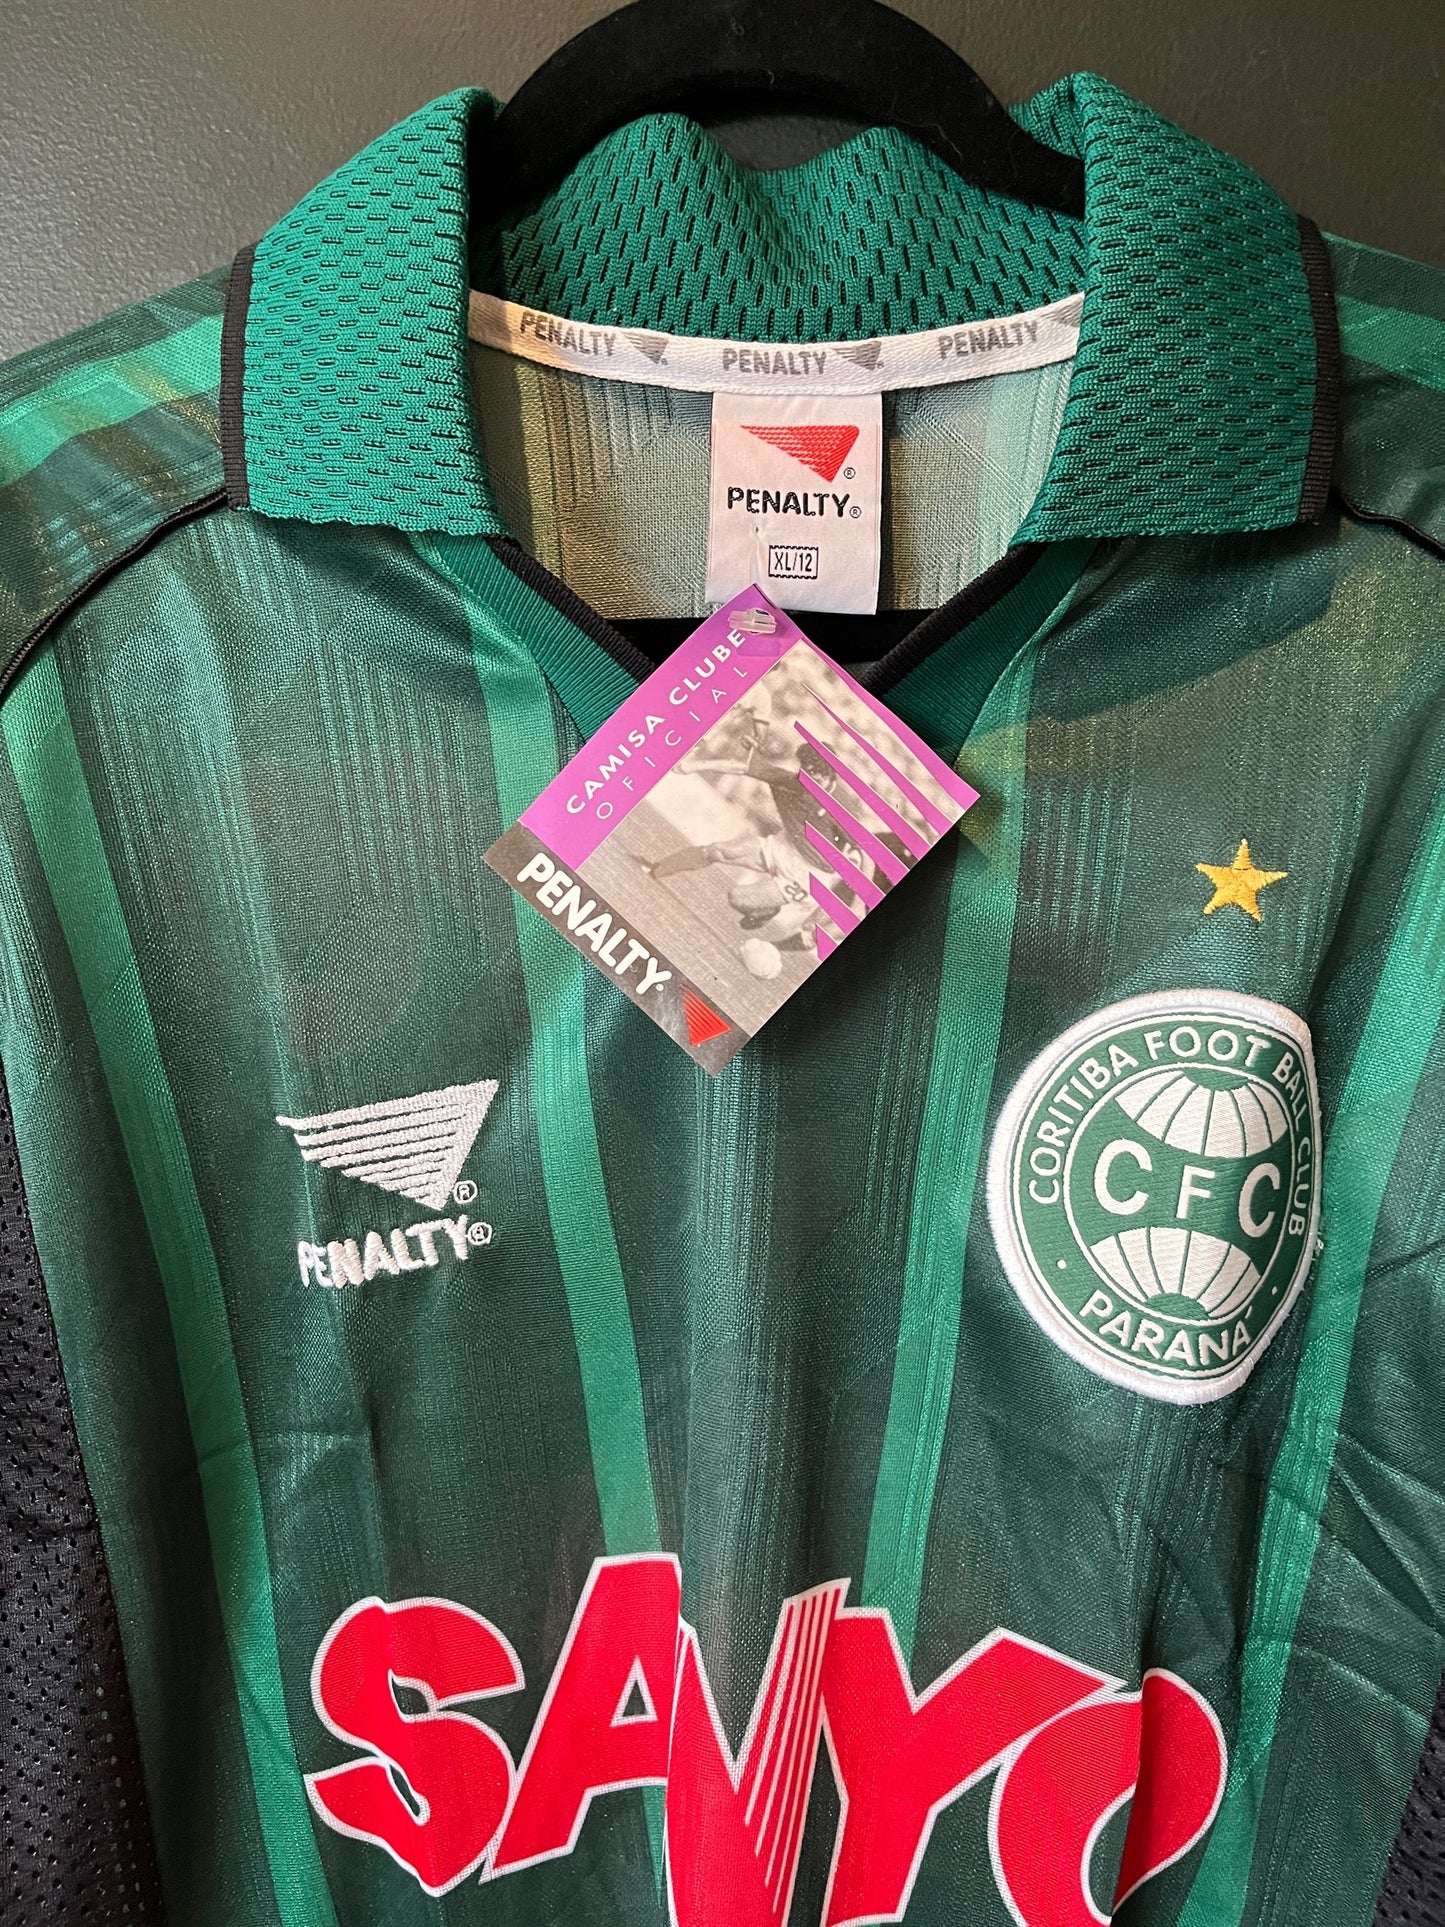 PENALTY PENALTY PENALTY
PENALTY®
XL/12
CAMISA CLUBE
OFICIAL
PENALTY
®
PENALTY®
CORITIBA FOOT BALL CLUB
CFC
· PARANÁ ·
SANYO